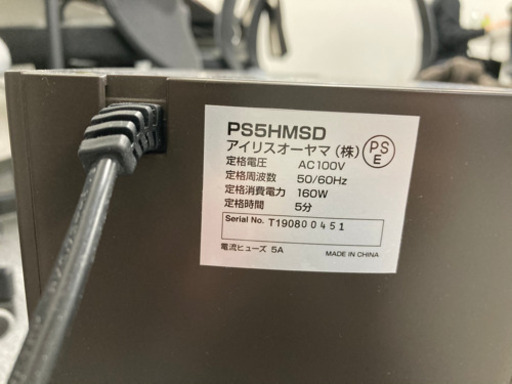 PS5HMSD
アイリスオーヤマ（株）
PS
E
定格電圧 AC100V
定格周波数 50/60Hz
定格消費電力 160W
定格時間 5分
Serial No. T190800451
電流ヒューズ 5A
MADE IN CHINA